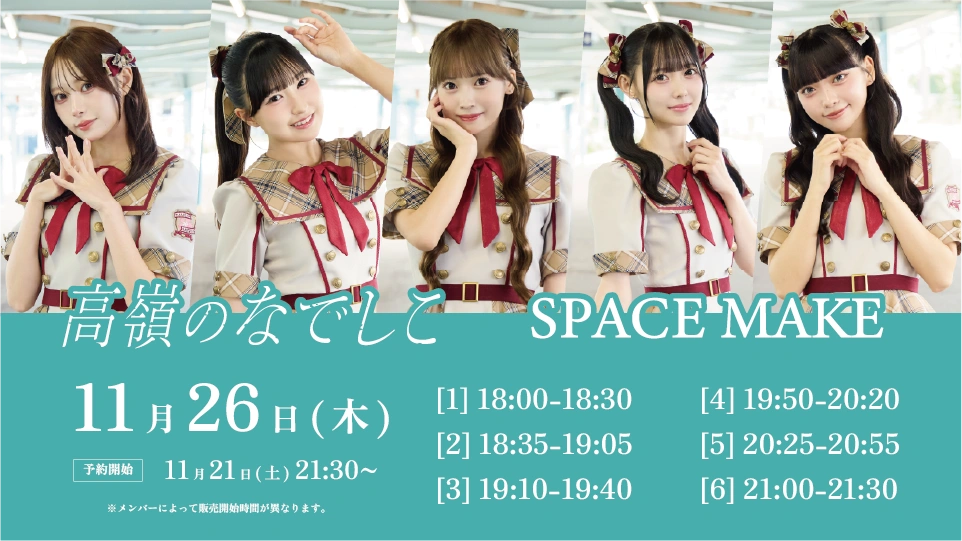 高嶺のなでしこ SPACE MAKE
11月26日(木)
予約開始 11月21日(土) 21:30～
※メンバーによって販売開始時間が異なります。
[1] 18:00-18:30
[2] 18:35-19:05
[3] 19:10-19:40
[4] 19:50-20:20
[5] 20:25-20:55
[6] 21:00-21:30